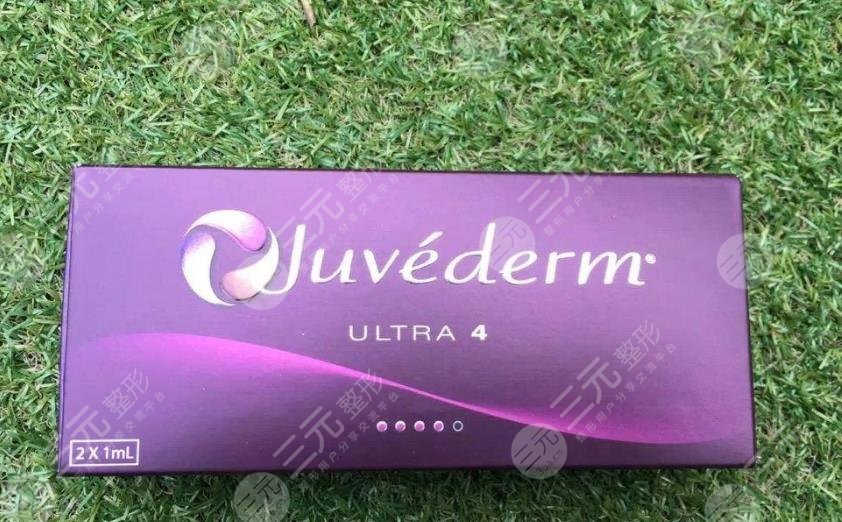 Juvéderm®
ULTRA 4
2 X 1mL
三元整形
整形用户分享交流平台